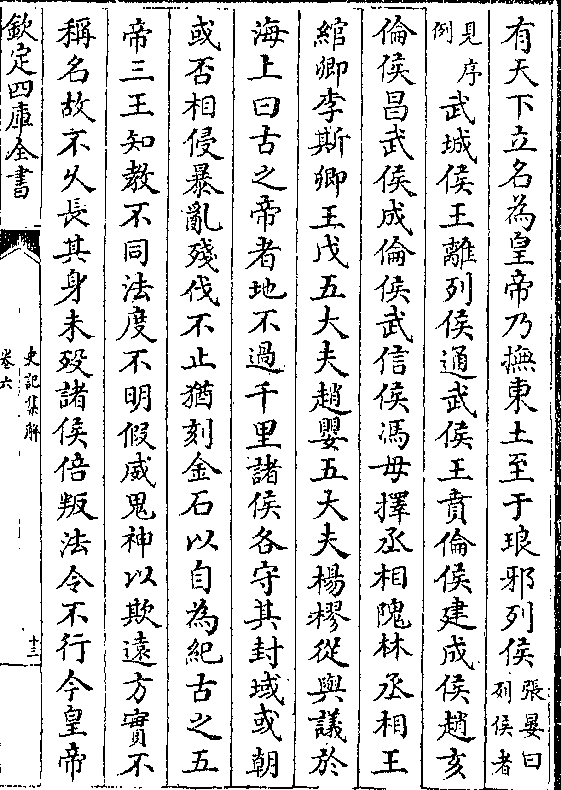 有天下立名為皇帝乃撫東土至于琅邪列侯張晏曰列侯者
見序例武城侯王離列侯通武侯王賁倫侯建成侯趙亥
倫侯昌武侯成倫侯武信侯馮毋擇丞相隗林丞相王
綰卿李斯卿王戊五大夫趙嬰五大夫楊樛從與議於
海上曰古之帝者地不過千里諸侯各守其封域或朝
或否相侵暴亂殘伐不止猶刻金石以自為紀古之五
帝三王知教不同法度不明假威鬼神以欺遠方實不
稱名故不久長其身未歿諸侯倍叛法令不行今皇帝
欽定四庫全書
史記集解
卷六
十三